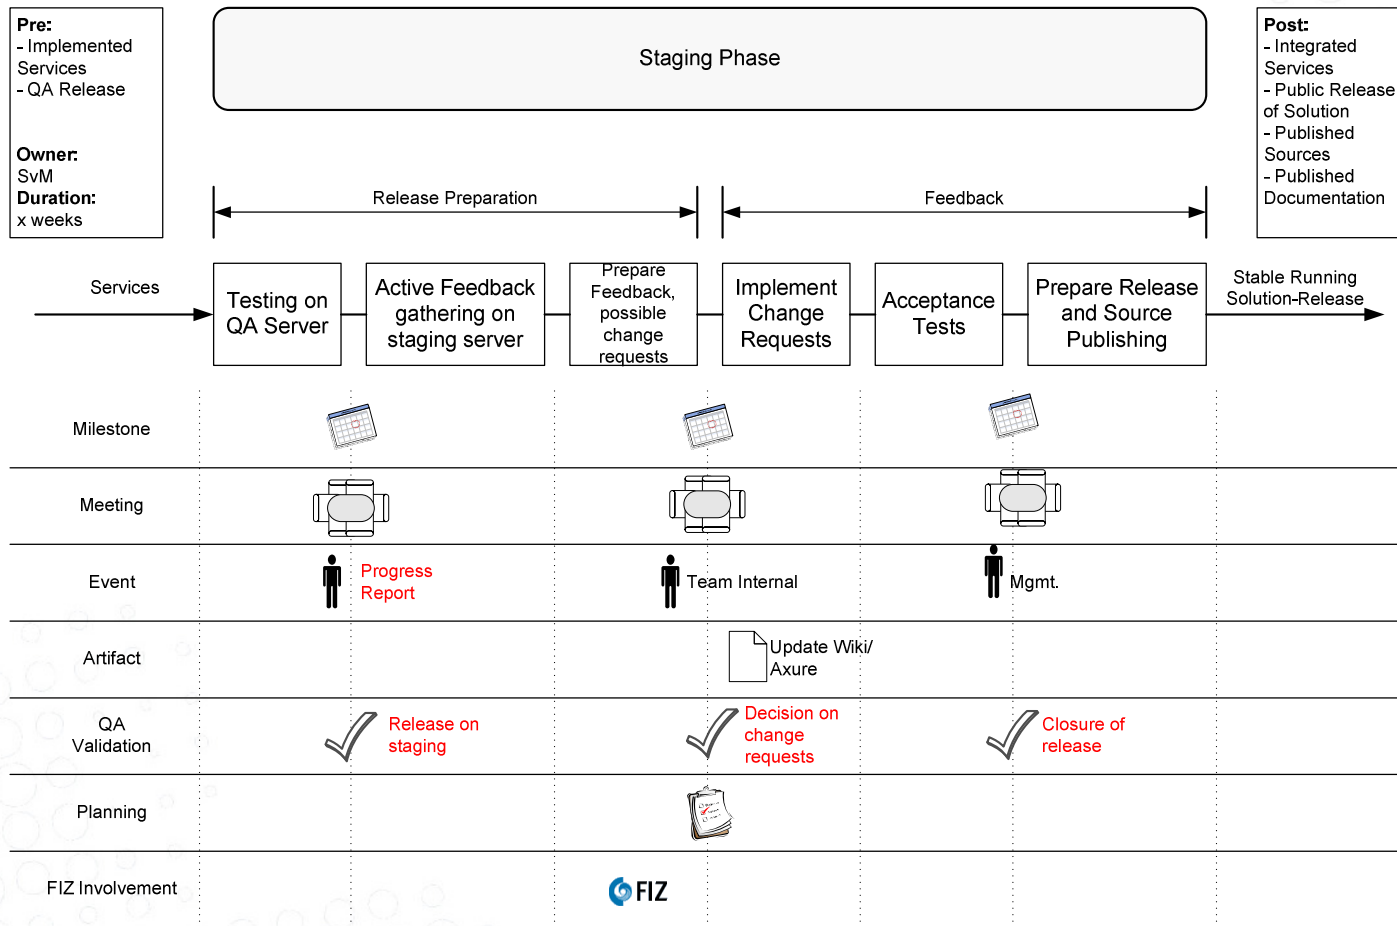 Pre:
- Implemented
Services
- QA Release
Owner:
SvM
Duration:
x weeks
Staging Phase
Post:
- Integrated
Services
- Public Release
of Solution
- Published
Sources
- Published
Documentation
Release Preparation
Feedback
Services
Testing on
QA Server
Active Feedback
gathering on
staging server
Prepare
Feedback,
possible
change
requests
Implement
Change
Requests
Acceptance
Tests
Prepare Release
and Source
Publishing
Stable Running
Solution-Release
Milestone
Meeting
Event
Progress
Report
Team Internal
Mgmt.
Artifact
Update Wiki/
Axure
QA
Validation
Release on
staging
Decision on
change
requests
Closure of
release
Planning
FIZ Involvement
FIZ